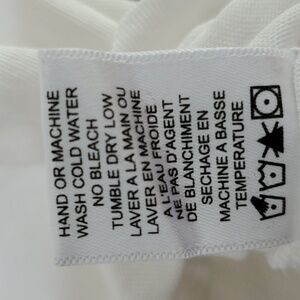 HAND OR MACHINE
WASH COLD WATER
NO BLEACH
TUMBLE DRY LOW
LAVER A LA MAIN OU
LAVER EN MACHINE
A L'EAU FROIDE
NE PAS D'AGENT
DE BLANCHIMENT
SECHAGE EN
MACHINE A BASSE
TEMPERATURE